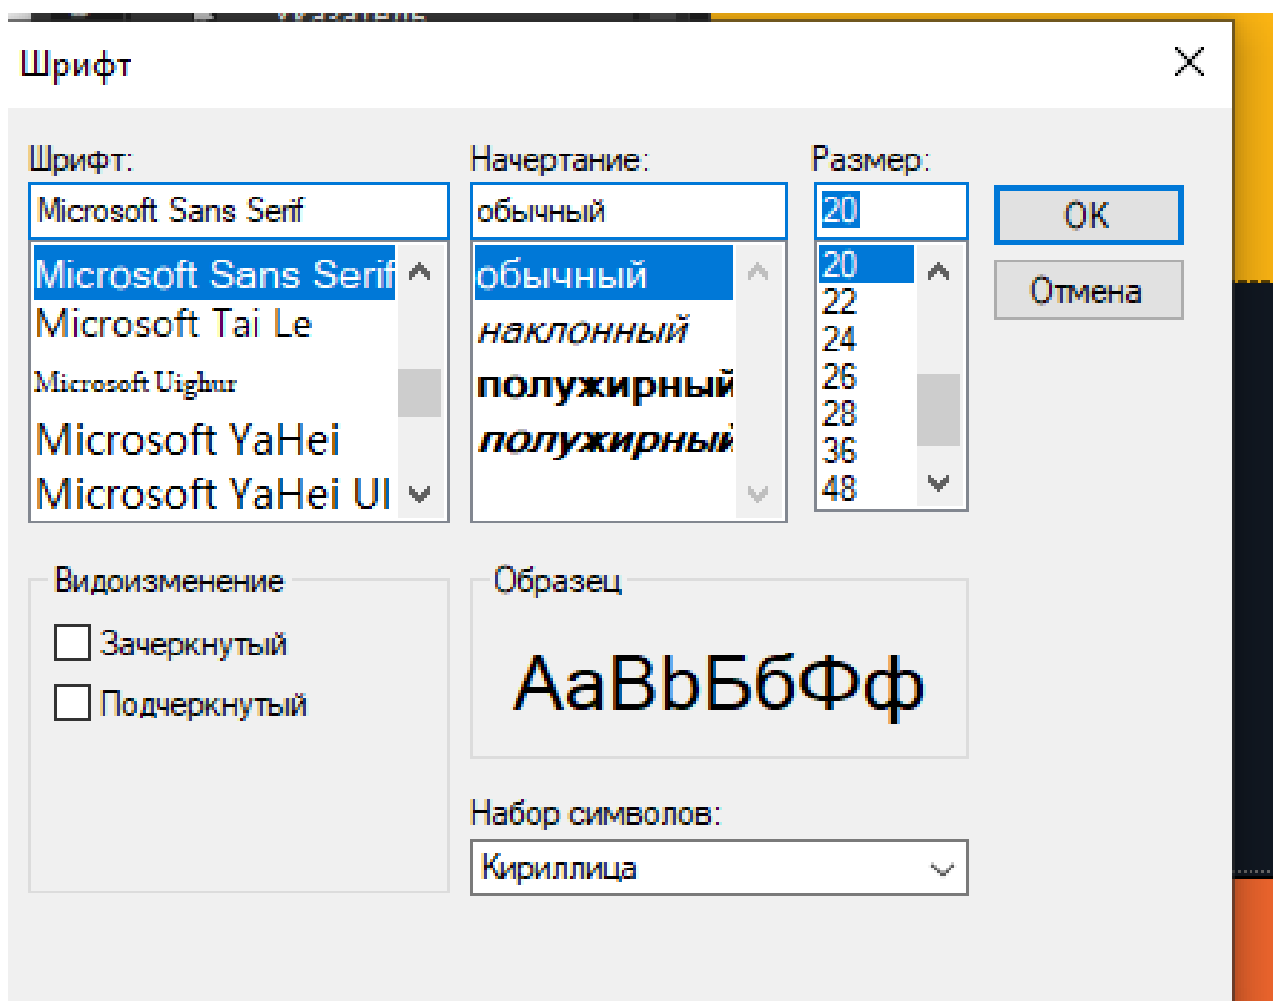 Указатель
Шрифт
Шрифт:
Microsoft Sans Serif
Microsoft Sans Serif
Microsoft Tai Le
Microsoft Uighur
Microsoft YaHei
Microsoft YaHei UI
Начертание:
обычный
обычный
наклонный
полужирный
полужирный
Размер:
20
20
22
24
26
28
36
48
OK
Отмена
Видоизменение
Зачеркнутый
Подчеркнутый
Образец
АаBbБбФф
Набор символов:
Кириллица